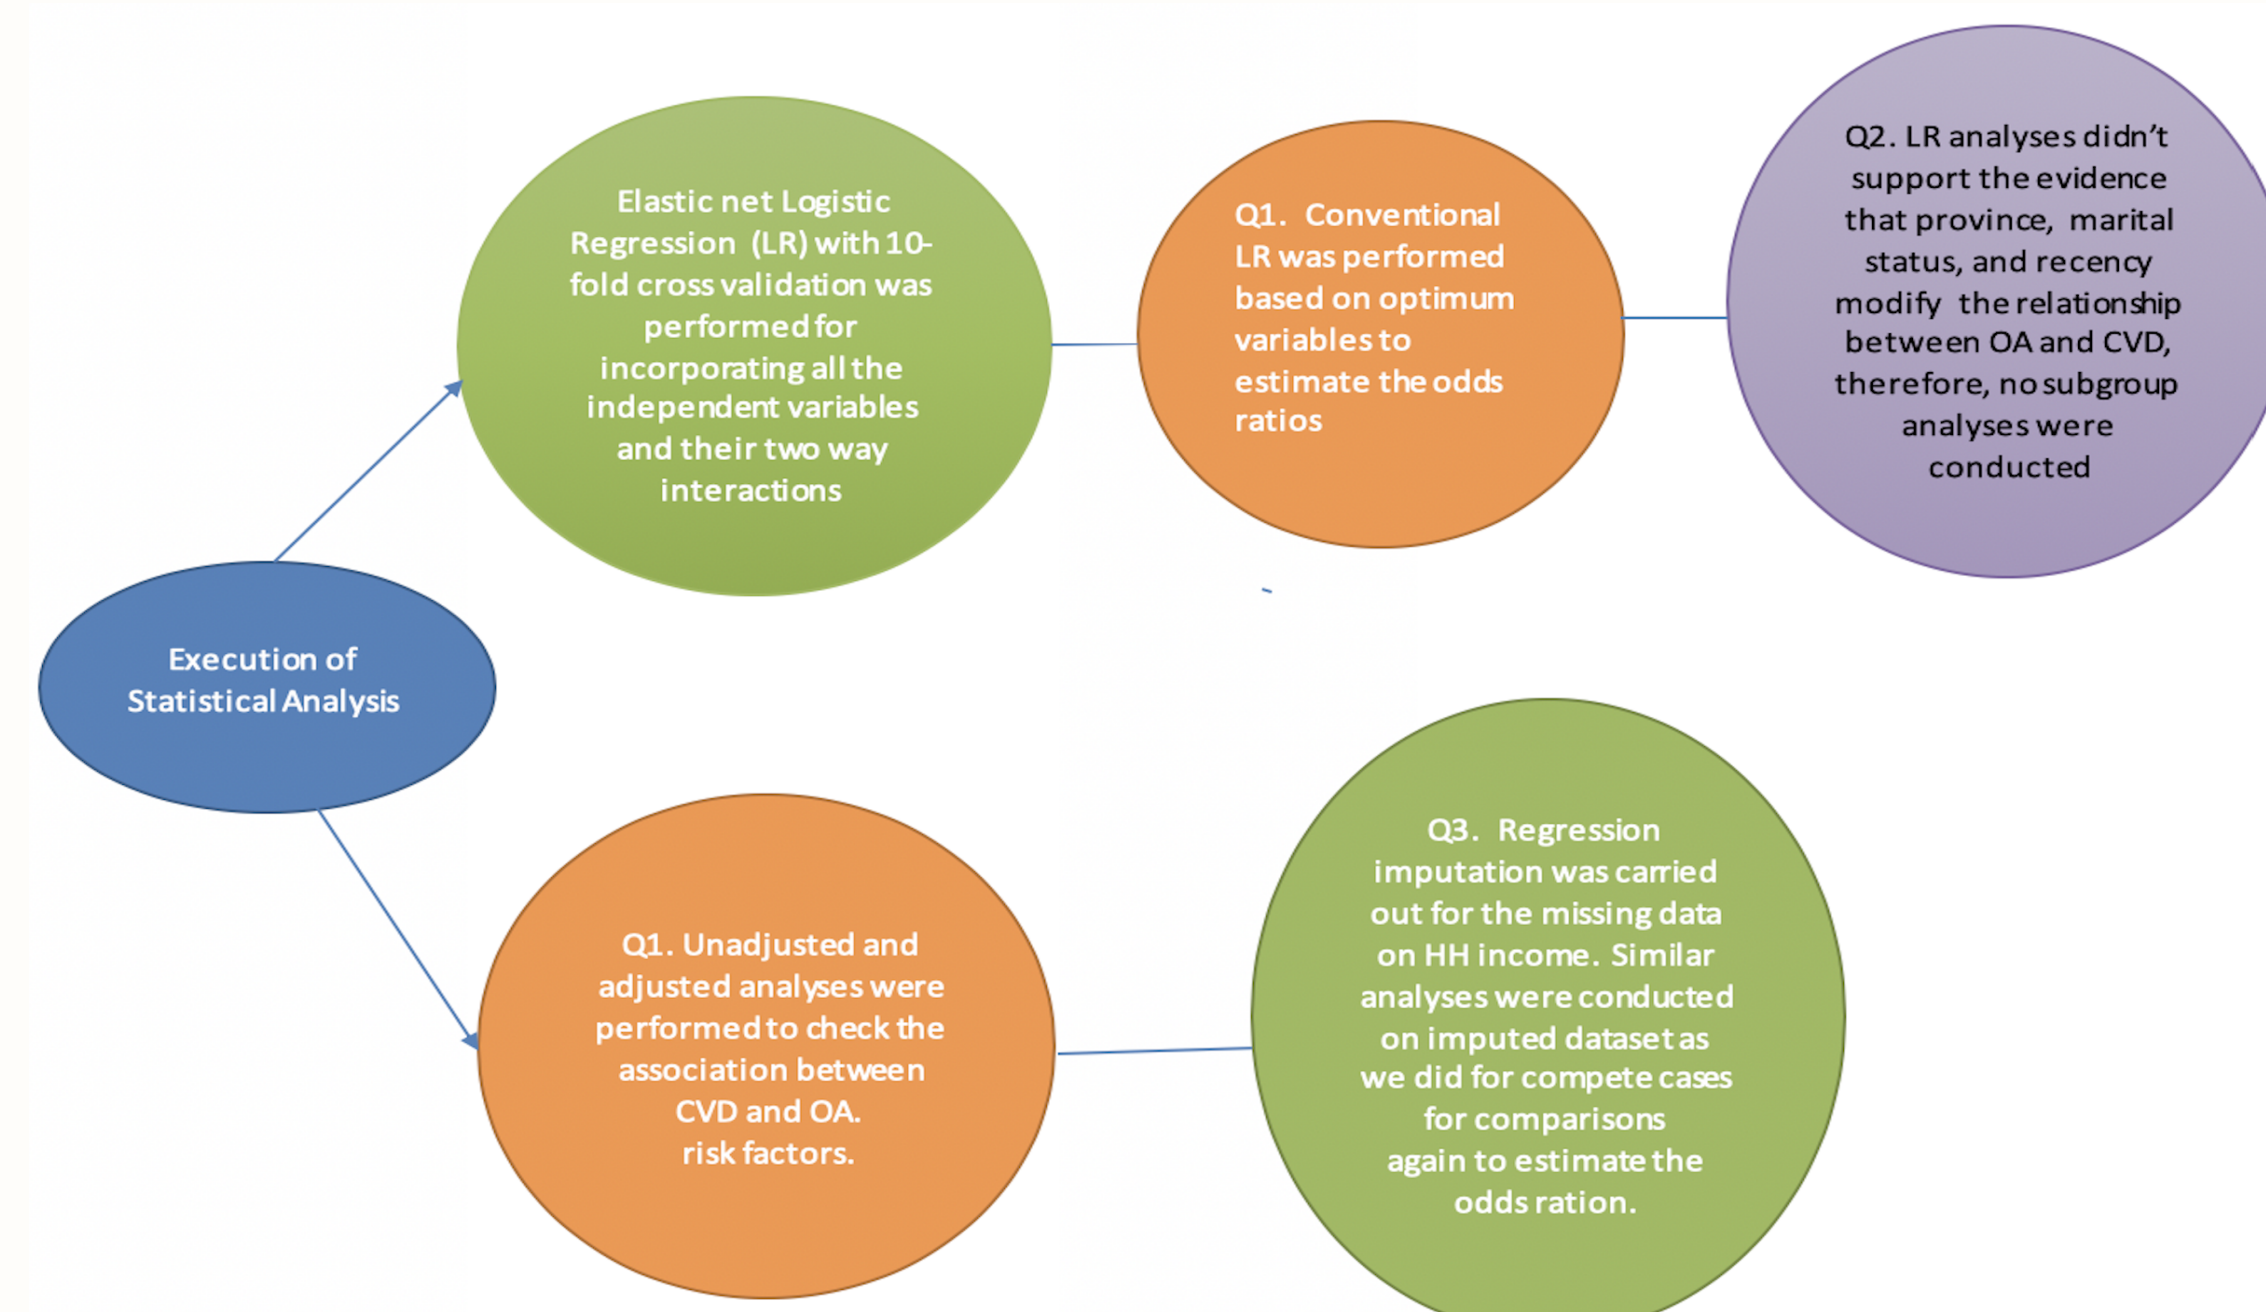 Elastic net Logistic
Regression (LR) with 10-
fold cross validation was
performed for
incorporating all the
independent variables
and their two way
interactions
Q1. Conventional
LR was performed
based on optimum
variables to
estimate the odds
ratios
Q2. LR analyses didn't
support the evidence
that province, marital
status, and recency
modify the relationship
between OA and CVD,
therefore, no subgroup
analyses were
conducted
Execution of
Statistical Analysis
Q1. Unadjusted and
adjusted analyses were
performed to check the
association between
CVD and OA.
risk factors.
Q3. Regression
imputation was carried
out for the missing data
on HH income. Similar
analyses were conducted
on imputed dataset as
we did for compete cases
for comparisons
again to estimate the
odds ration.